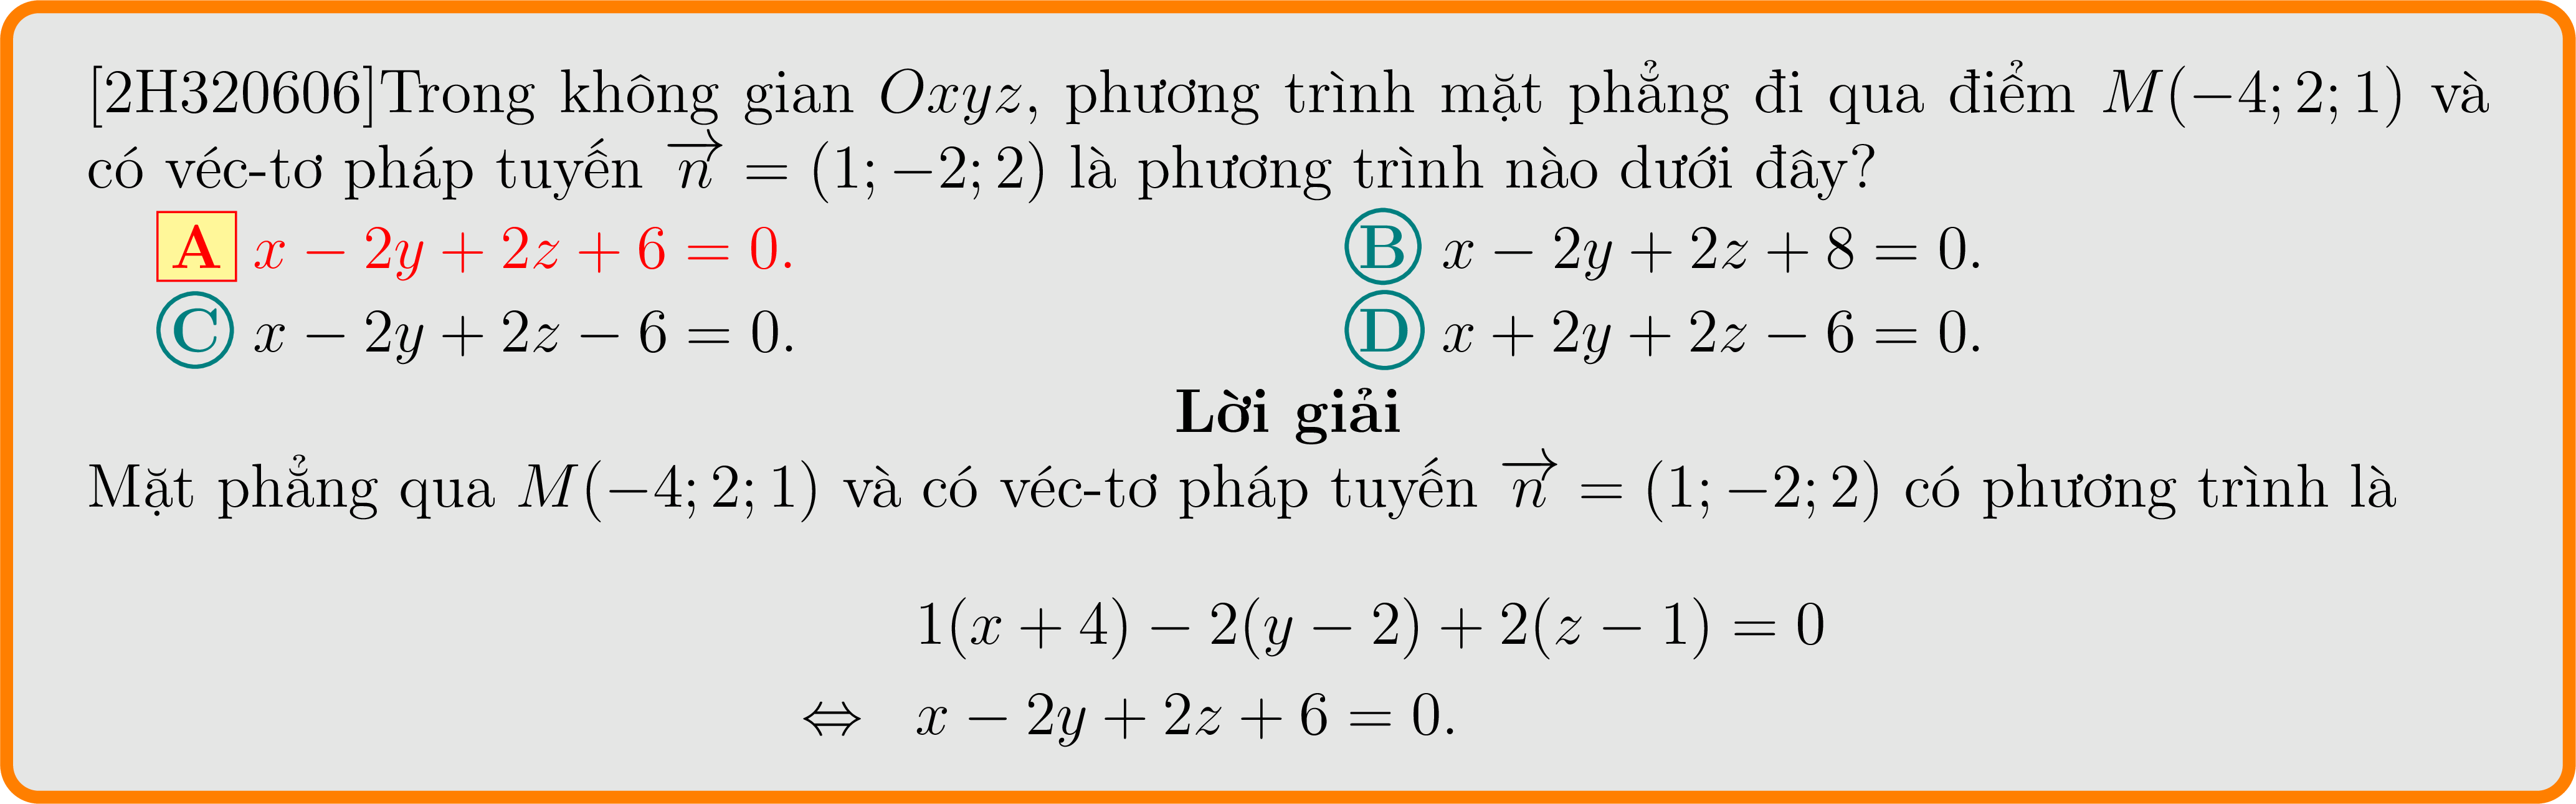 [2H320606]Trong không gian Oxyz, phương trình mặt phẳng đi qua điểm M(−4; 2; 1) và
có véc-tơ pháp tuyến →n = (1; −2; 2) là phương trình nào dưới đây?
A x − 2y + 2z + 6 = 0. B x − 2y + 2z + 8 = 0.
C x − 2y + 2z − 6 = 0. D x + 2y + 2z − 6 = 0.
Lời giải
Mặt phẳng qua M(−4; 2; 1) và có véc-tơ pháp tuyến →n = (1; −2; 2) có phương trình là
1(x + 4) − 2(y − 2) + 2(z − 1) = 0
⇔ x − 2y + 2z + 6 = 0.